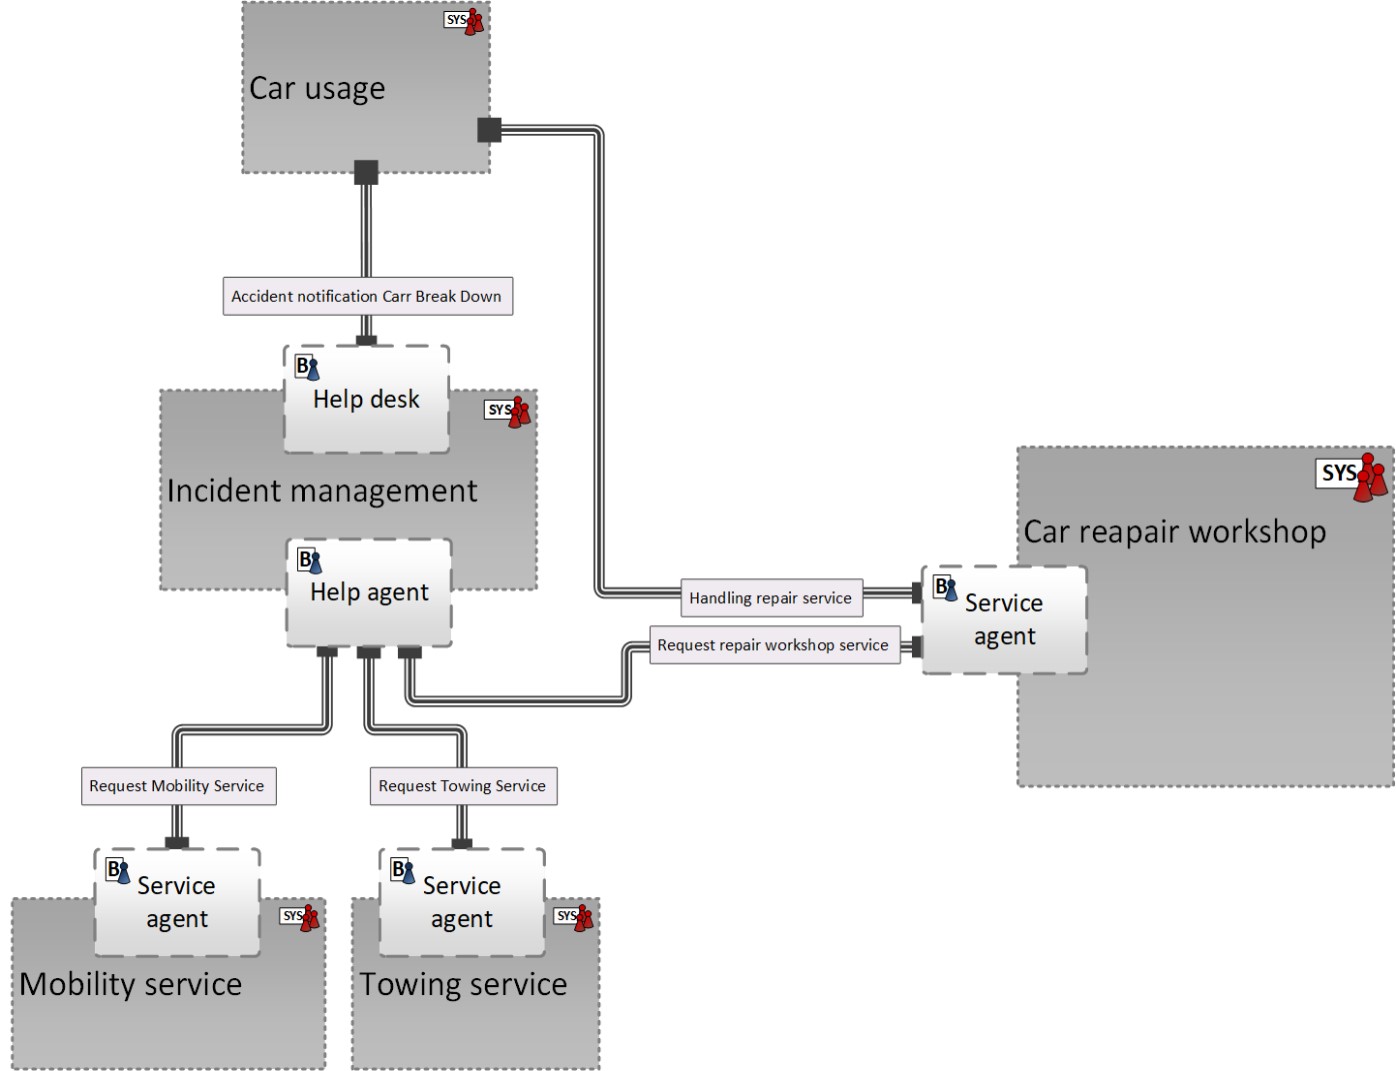 SYS
Car usage
Accident notification Carr Break Down
B
Help desk
SYS
Incident management
B
Help agent
SYS
Car reapair workshop
Handling repair service
B
Service
agent
Request repair workshop service
Request Mobility Service
Request Towing Service
B
Service
agent
SYS
Mobility service
B
Service
agent
SYS
Towing service